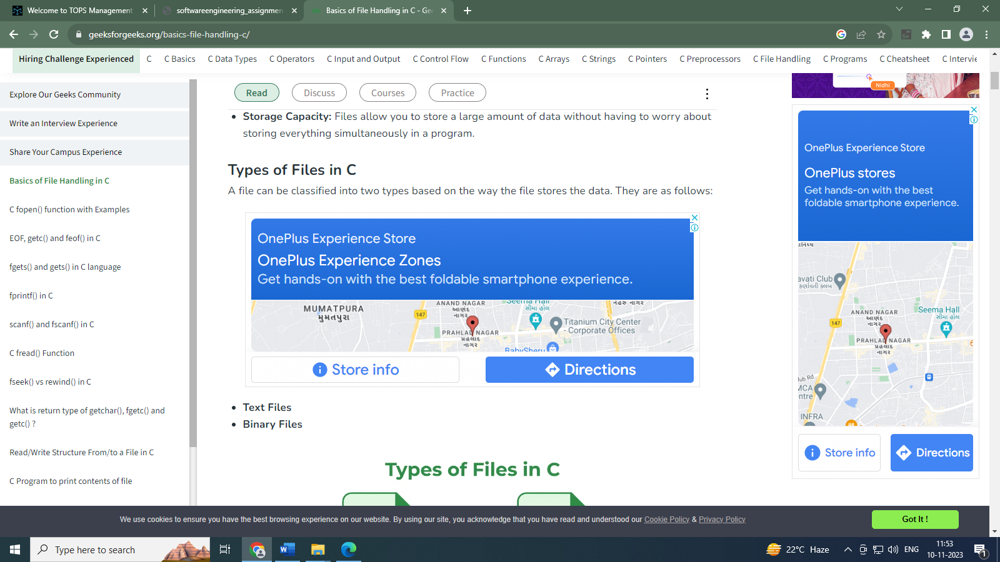 Welcome to TOPS Management
softwareengineering_assignmen
Basics of File Handling in C - Ge
geeksforgeeks.org/basics-file-handling-c/
Hiring Challenge Experienced C C Basics C Data Types C Operators C Input and Output C Control Flow C Functions C Arrays C Strings C Pointers C Preprocessors C File Handling C Programs C Cheatsheet C Intervie
Explore Our Geeks Community
Write an Interview Experience
Share Your Campus Experience
Basics of File Handling in C
C fopen() function with Examples
EOF, getc() and feof() in C
fgets() and gets() in C language
fprintf() in C
scanf() and fscanf() in C
C fread() Function
fseek() vs rewind() in C
What is return type of getchar(), fgetc() and
getc() ?
Read/Write Structure From/to a File in C
C Program to print contents of file
Read Discuss Courses Practice
• Storage Capacity: Files allow you to store a large amount of data without having to worry about
storing everything simultaneously in a program.
Types of Files in C
A file can be classified into two types based on the way the file stores the data. They are as follows:
OnePlus Experience Store
OnePlus Experience Zones
Get hands-on with the best foldable smartphone experience.
MUMATPURA
મુમતપુરા
147
ANAND NAGAR
આણંદ
નાગર
Seema Hall
સીમા હોલ
નહરુ નાગર
Titanium City Center
- Corporate Offices
PRAHLAD NAGAR
પ્રહલાદ
નાગર
BabySheru
Store info
Directions
• Text Files
• Binary Files
Types of Files in C
Nidhi
OnePlus Experience Store
OnePlus stores
Get hands-on with the best
foldable smartphone experience.
avati Club
કર્ણાવતી ક્લબ
ANAND NAGAR
આણંદ
નાગર
Seema Hall
સીમા હોલ
147
PRAHLAD NAGAR
પ્રહલાદ
નાગર
lub Rd
MCA
ntre
INFRA
Store info
Directions
We use cookies to ensure you have the best browsing experience on our website. By using our site, you acknowledge that you have read and understood our Cookie Policy & Privacy Policy
Got It !
Type here to search
22°C Haze
ENG
11:53
10-11-2023
1